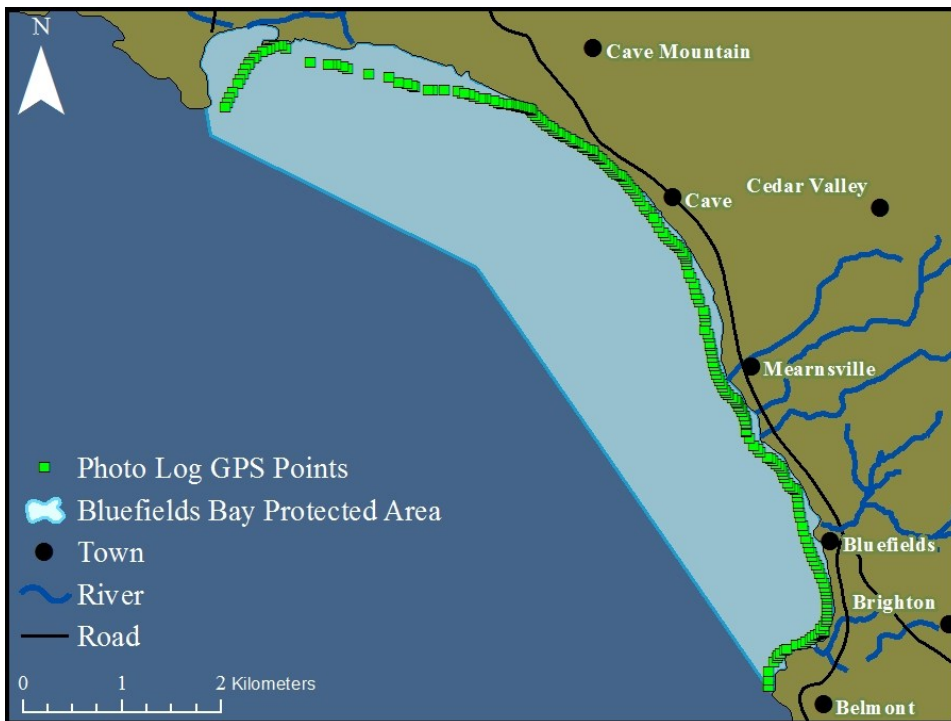 N
Cave Mountain
Cedar Valley
Cave
Mearnsville
Photo Log GPS Points
Bluefields Bay Protected Area
Town
Bluefields
River
Brighton
Road
0 1 2 Kilometers
Belmont